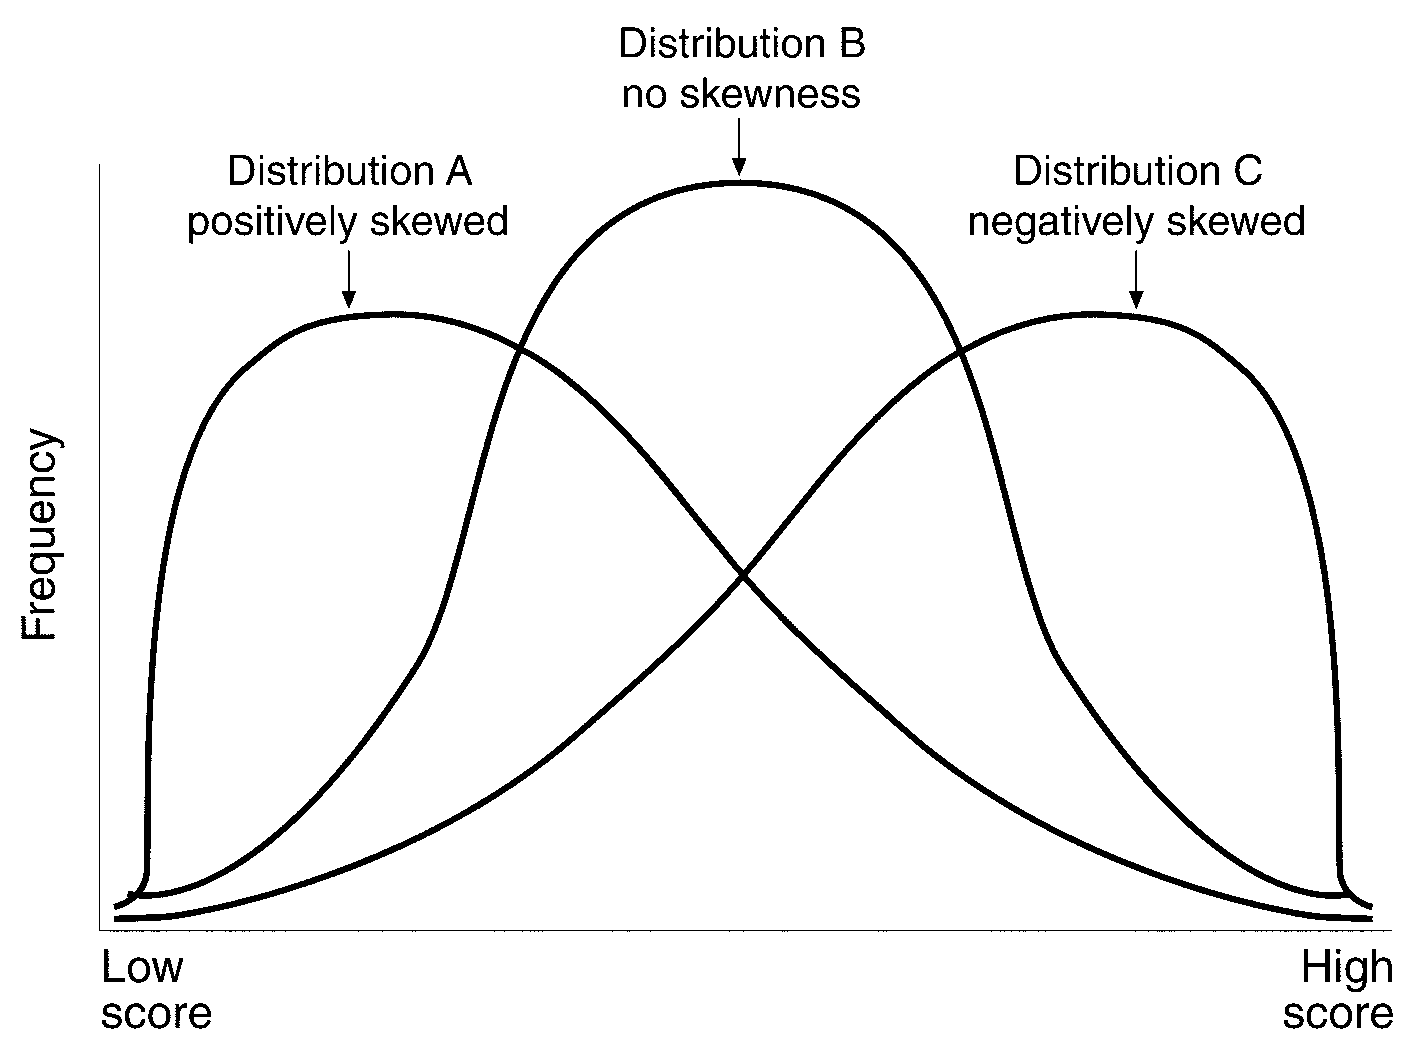 Distribution B
no skewness
Distribution A
positively skewed
Distribution C
negatively skewed
Frequency
Low
score
High
score